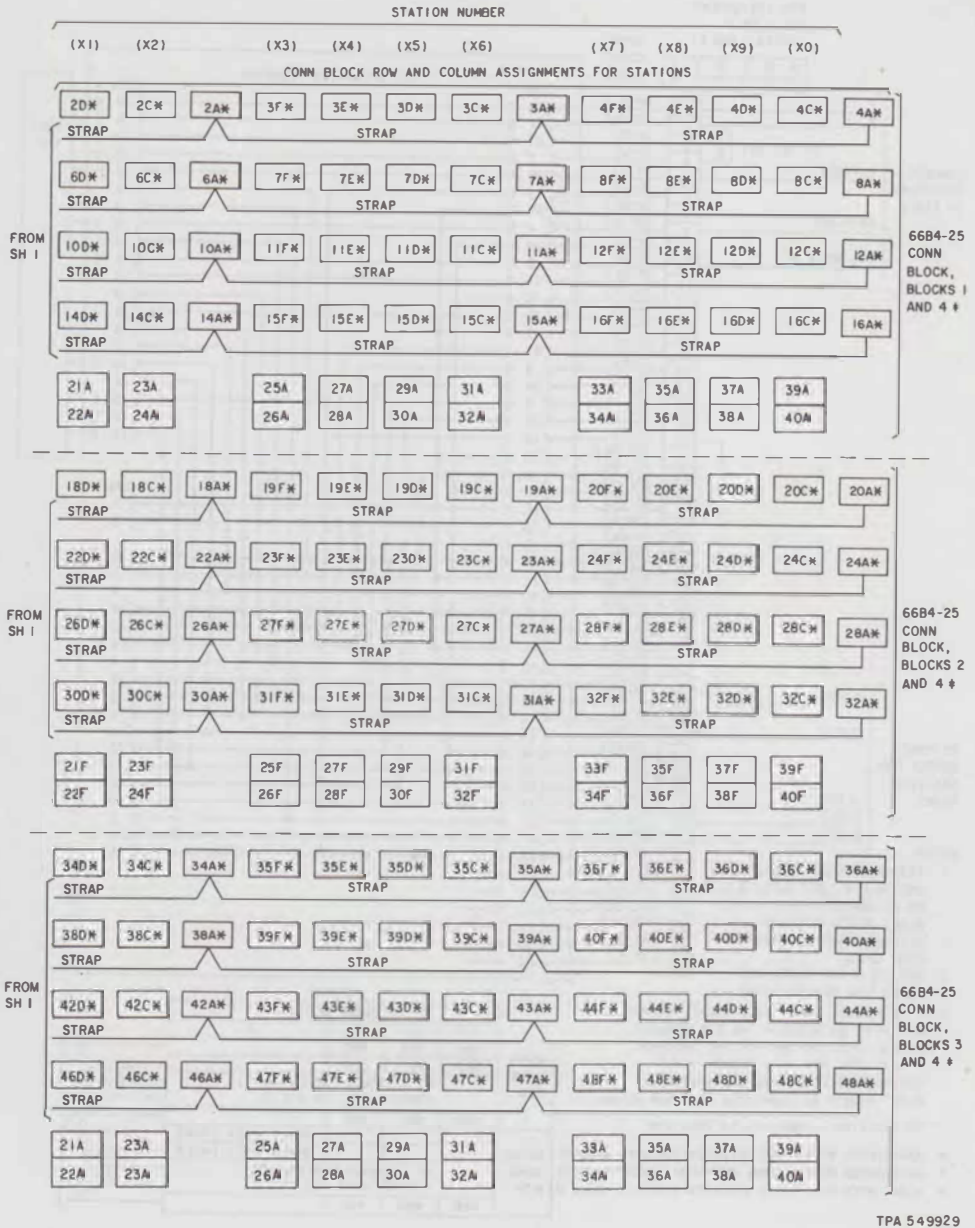 STATION NUMBER
(X1) (X2) (X3) (X4) (X5) (X6) (X7) (X8) (X9) (X0)
CONN BLOCK ROW AND COLUMN ASSIGNMENTS FOR STATIONS
2D* 2C* 2A* 3F* 3E* 3D* 3C* 3A* 4F* 4E* 4D* 4C* 4A*
STRAP STRAP STRAP
6D* 6C* 6A* 7F* 7E* 7D* 7C* 7A* 8F* 8E* 8D* 8C* 8A*
STRAP STRAP STRAP
FROM
SH 1
10D* 10C* 10A* 11F* 11E* 11D* 11C* 11A* 12F* 12E* 12D* 12C* 12A*
STRAP STRAP STRAP
66B4-25
CONN
BLOCK,
BLOCKS 1
AND 4 ‡
14D* 14C* 14A* 15F* 15E* 15D* 15C* 15A* 16F* 16E* 16D* 16C* 16A*
STRAP STRAP STRAP
21A 23A 25A 27A 29A 31A 33A 35A 37A 39A
22A 24A 26A 28A 30A 32A 34A 36A 38A 40A
18D* 18C* 18A* 19F* 19E* 19D* 19C* 19A* 20F* 20E* 20D* 20C* 20A*
STRAP STRAP STRAP
22D* 22C* 22A* 23F* 23E* 23D* 23C* 23A* 24F* 24E* 24D* 24C* 24A*
STRAP STRAP STRAP
FROM
SH 1
26D* 26C* 26A* 27F* 27E* 27D* 27C* 27A* 28F* 28E* 28D* 28C* 28A*
STRAP STRAP STRAP
66B4-25
CONN
BLOCK,
BLOCKS 2
AND 4 ‡
30D* 30C* 30A* 31F* 31E* 31D* 31C* 31A* 32F* 32E* 32D* 32C* 32A*
STRAP STRAP STRAP
21F 23F 25F 27F 29F 31F 33F 35F 37F 39F
22F 24F 26F 28F 30F 32F 34F 36F 38F 40F
34D* 34C* 34A* 35F* 35E* 35D* 35C* 35A* 36F* 36E* 36D* 36C* 36A*
STRAP STRAP STRAP
38D* 38C* 38A* 39F* 39E* 39D* 39C* 39A* 40F* 40E* 40D* 40C* 40A*
STRAP STRAP STRAP
FROM
SH 1
42D* 42C* 42A* 43F* 43E* 43D* 43C* 43A* 44F* 44E* 44D* 44C* 44A*
STRAP STRAP STRAP
66B4-25
CONN
BLOCK,
BLOCKS 3
AND 4 ‡
46D* 46C* 46A* 47F* 47E* 47D* 47C* 47A* 48F* 48E* 48D* 48C* 48A*
STRAP STRAP STRAP
21A 23A 25A 27A 29A 31A 33A 35A 37A 39A
22A 23A 26A 28A 30A 32A 34A 36A 38A 40A
TPA 549929